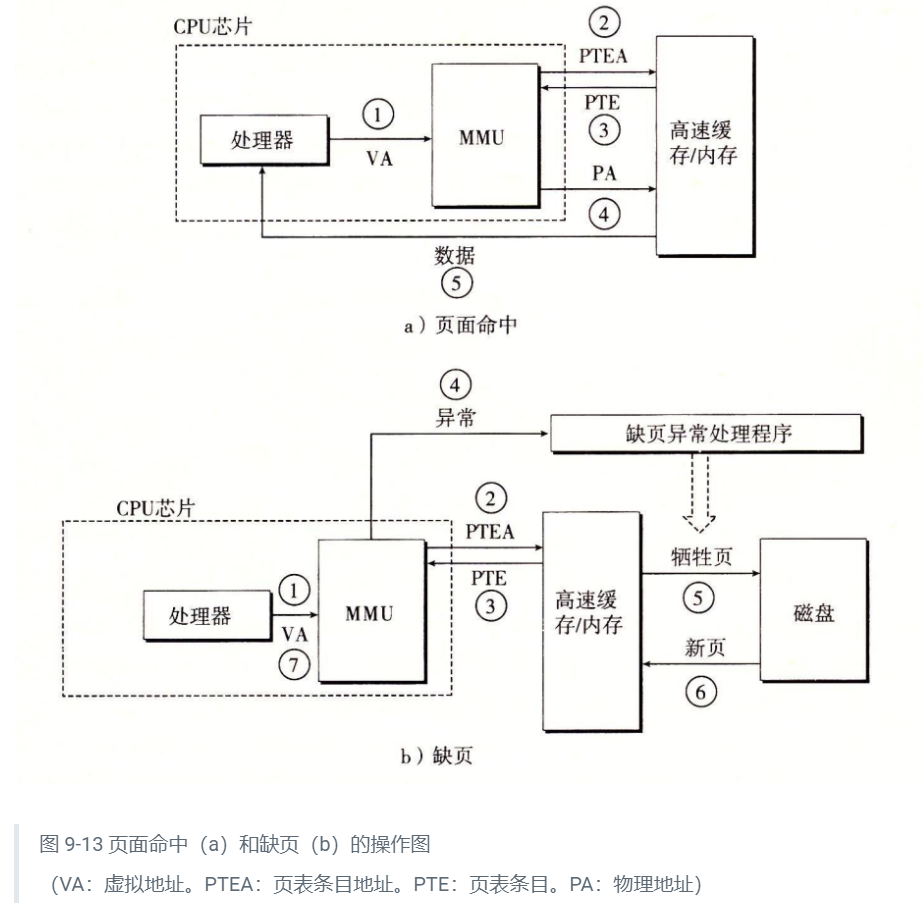 CPU芯片
②
PTEA
①
处理器
VA
MMU
PTE
③
高速缓
存/内存
PA
④
数据
⑤
a）页面命中
④
异常
缺页异常处理程序
CPU芯片
②
PTEA
①
处理器
VA
⑦
MMU
PTE
③
高速缓
存/内存
牺牲页
⑤
新页
⑥
磁盘
b）缺页
图 9-13 页面命中（a）和缺页（b）的操作图
（VA：虚拟地址。PTEA：页表条目地址。PTE：页表条目。PA：物理地址）